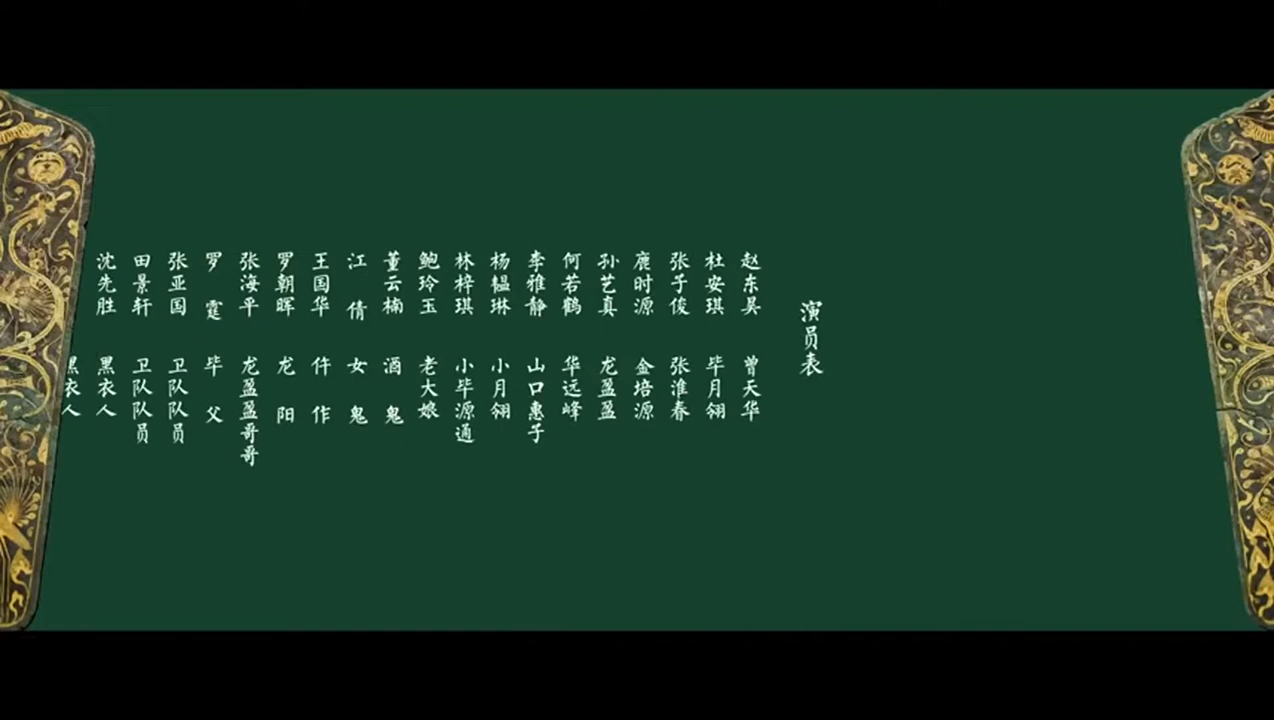 演员表
赵东昊 曾天华
杜安琪 毕月翎
张子俊 张淮春
鹿时源 金培源
孙艺真 龙盈盈
何若鹤 华远峰
李雅静 山口惠子
杨韫琳 小月翎
林梓琪 小毕源通
鲍玲玉 老大娘
董云楠 酒鬼
江倩 女鬼
王国华 仵作
罗朝晖 龙阳
张海平 龙盈盈哥哥
罗霆 毕父
张亚国 卫队队员
田景轩 卫队队员
沈先胜 黑衣人
黑衣人